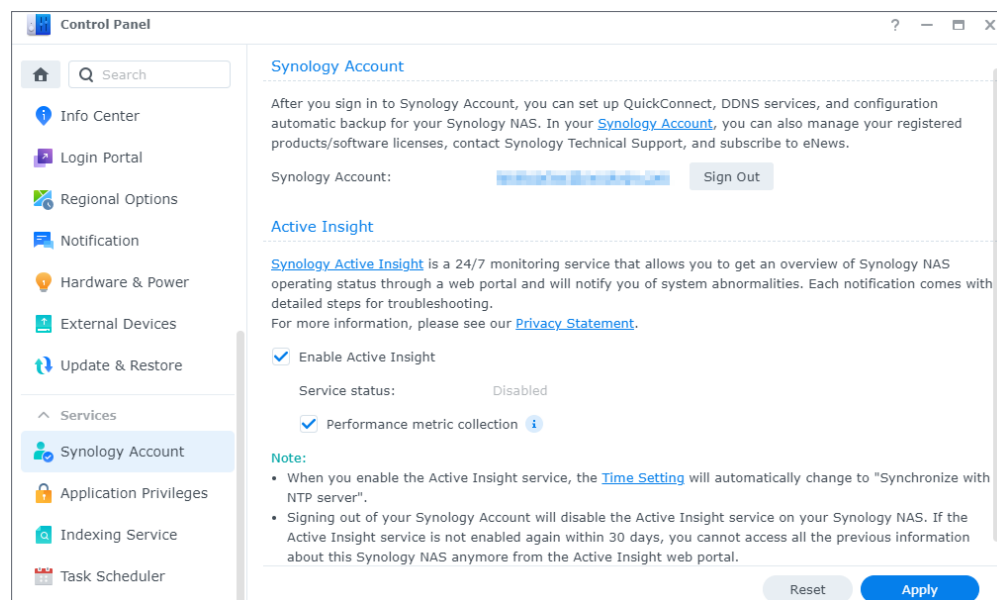 Control Panel
?
Search
Info Center
Login Portal
Regional Options
Notification
Hardware & Power
External Devices
Update & Restore
Services
Synology Account
Application Privileges
Indexing Service
Task Scheduler
Synology Account
After you sign in to Synology Account, you can set up QuickConnect, DDNS services, and configuration
automatic backup for your Synology NAS. In your Synology Account, you can also manage your registered
products/software licenses, contact Synology Technical Support, and subscribe to eNews.
Synology Account:
Sign Out
Active Insight
Synology Active Insight is a 24/7 monitoring service that allows you to get an overview of Synology NAS
operating status through a web portal and will notify you of system abnormalities. Each notification comes with
detailed steps for troubleshooting.
For more information, please see our Privacy Statement.
Enable Active Insight
Service status: Disabled
Performance metric collection i
Note:
• When you enable the Active Insight service, the Time Setting will automatically change to "Synchronize with
NTP server".
• Signing out of your Synology Account will disable the Active Insight service on your Synology NAS. If the
Active Insight service is not enabled again within 30 days, you cannot access all the previous information
about this Synology NAS anymore from the Active Insight web portal.
Reset
Apply